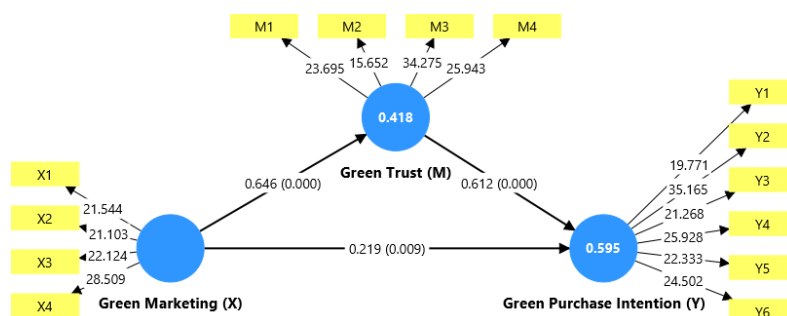 M1
M2
M3
M4
23.695
15.652
34.275
25.943
0.418
Green Trust (M)
0.646 (0.000)
0.612 (0.000)
X1
X2
X3
X4
21.544
21.103
22.124
28.509
Green Marketing (X)
0.219 (0.009)
0.595
Green Purchase Intention (Y)
19.771
35.165
21.268
25.928
22.333
24.502
Y1
Y2
Y3
Y4
Y5
Y6